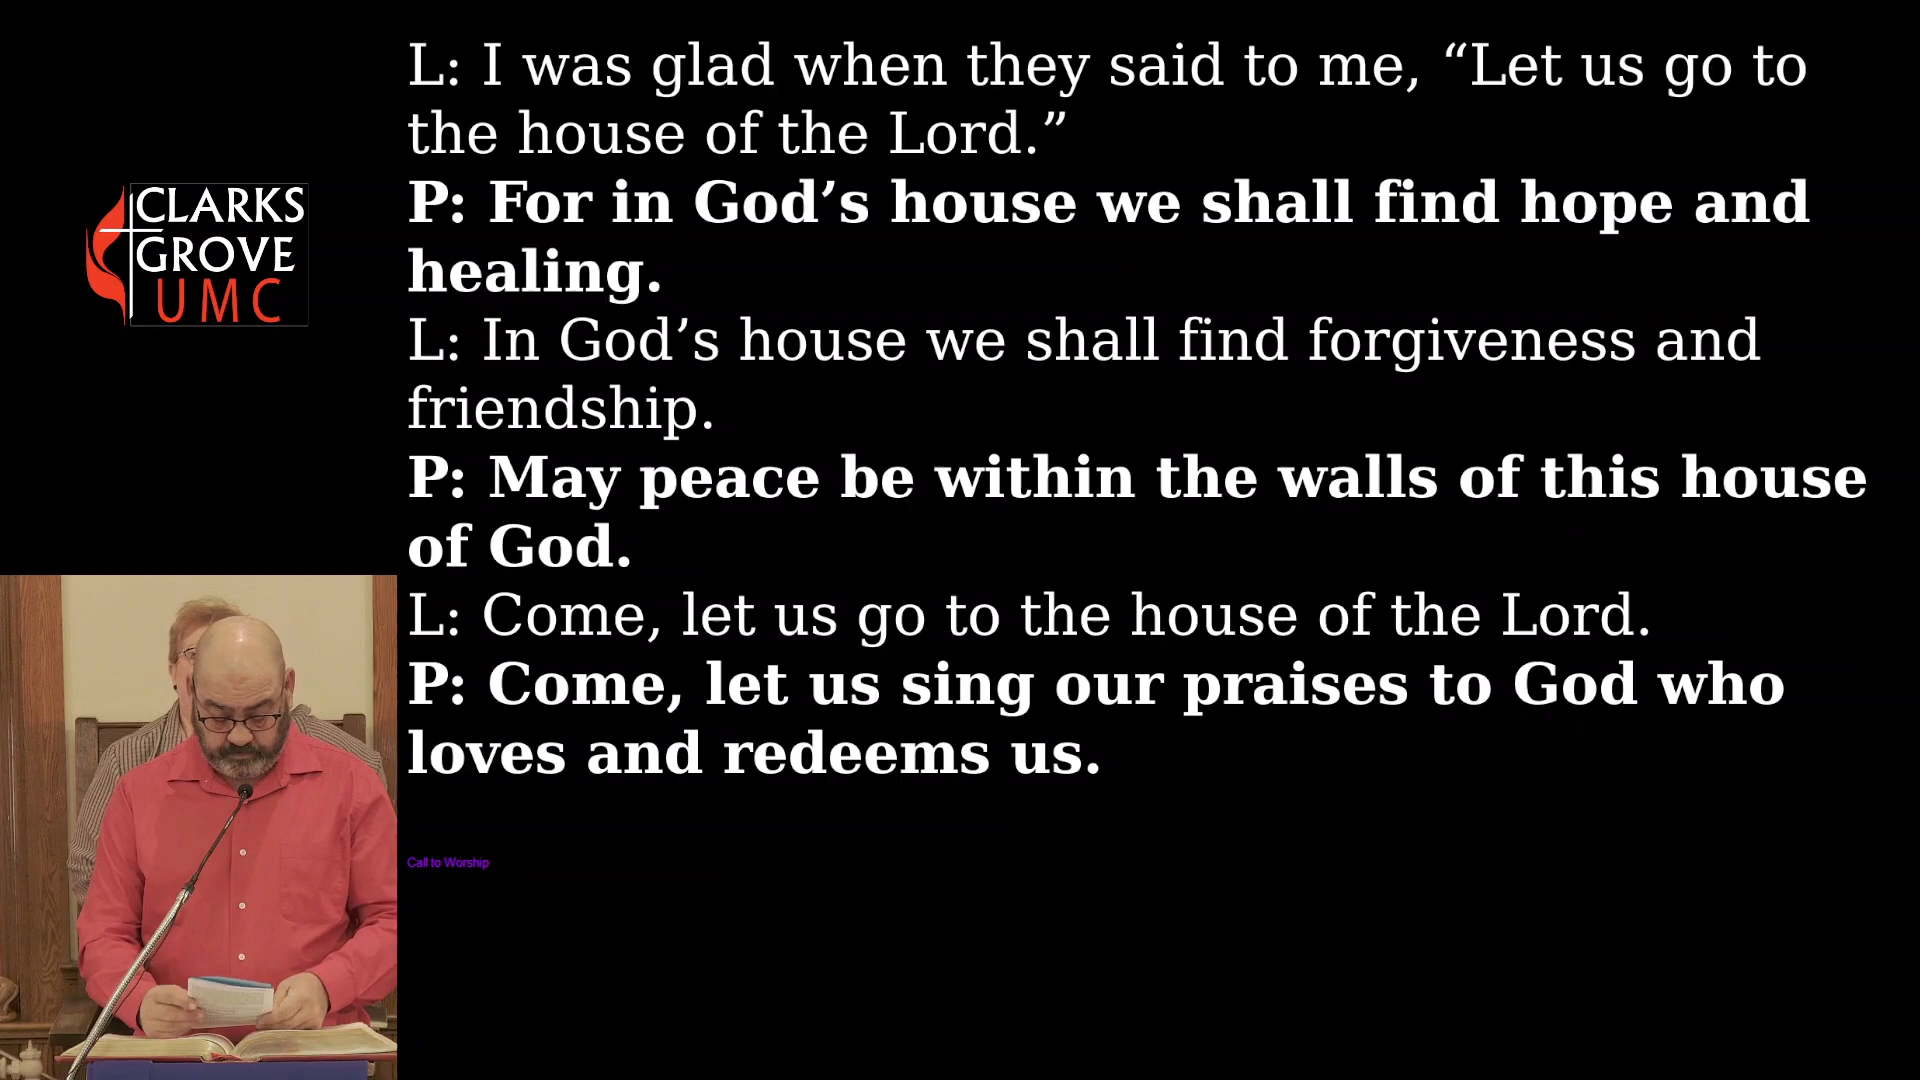 CLARKS
GROVE
UMC
L: I was glad when they said to me, “Let us go to
the house of the Lord.”
P: For in God’s house we shall find hope and
healing.
L: In God’s house we shall find forgiveness and
friendship.
P: May peace be within the walls of this house
of God.
L: Come, let us go to the house of the Lord.
P: Come, let us sing our praises to God who
loves and redeems us.
Call to Worship